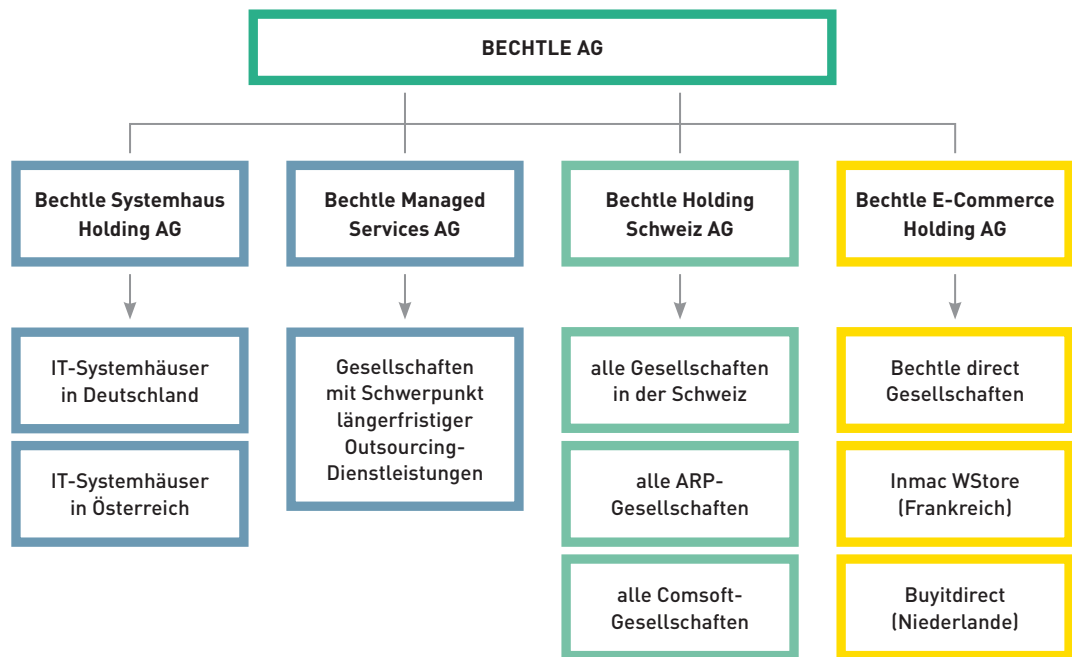 BECHTLE AG
Bechtle Systemhaus
Holding AG
Bechtle Managed
Services AG
Bechtle Holding
Schweiz AG
Bechtle E-Commerce
Holding AG
IT-Systemhäuser
in Deutschland
IT-Systemhäuser
in Österreich
Gesellschaften
mit Schwerpunkt
längerfristiger
Outsourcing-
Dienstleistungen
alle Gesellschaften
in der Schweiz
alle ARP-
Gesellschaften
alle Comsoft-
Gesellschaften
Bechtle direct
Gesellschaften
Inmac WStore
(Frankreich)
Buyitdirect
(Niederlande)